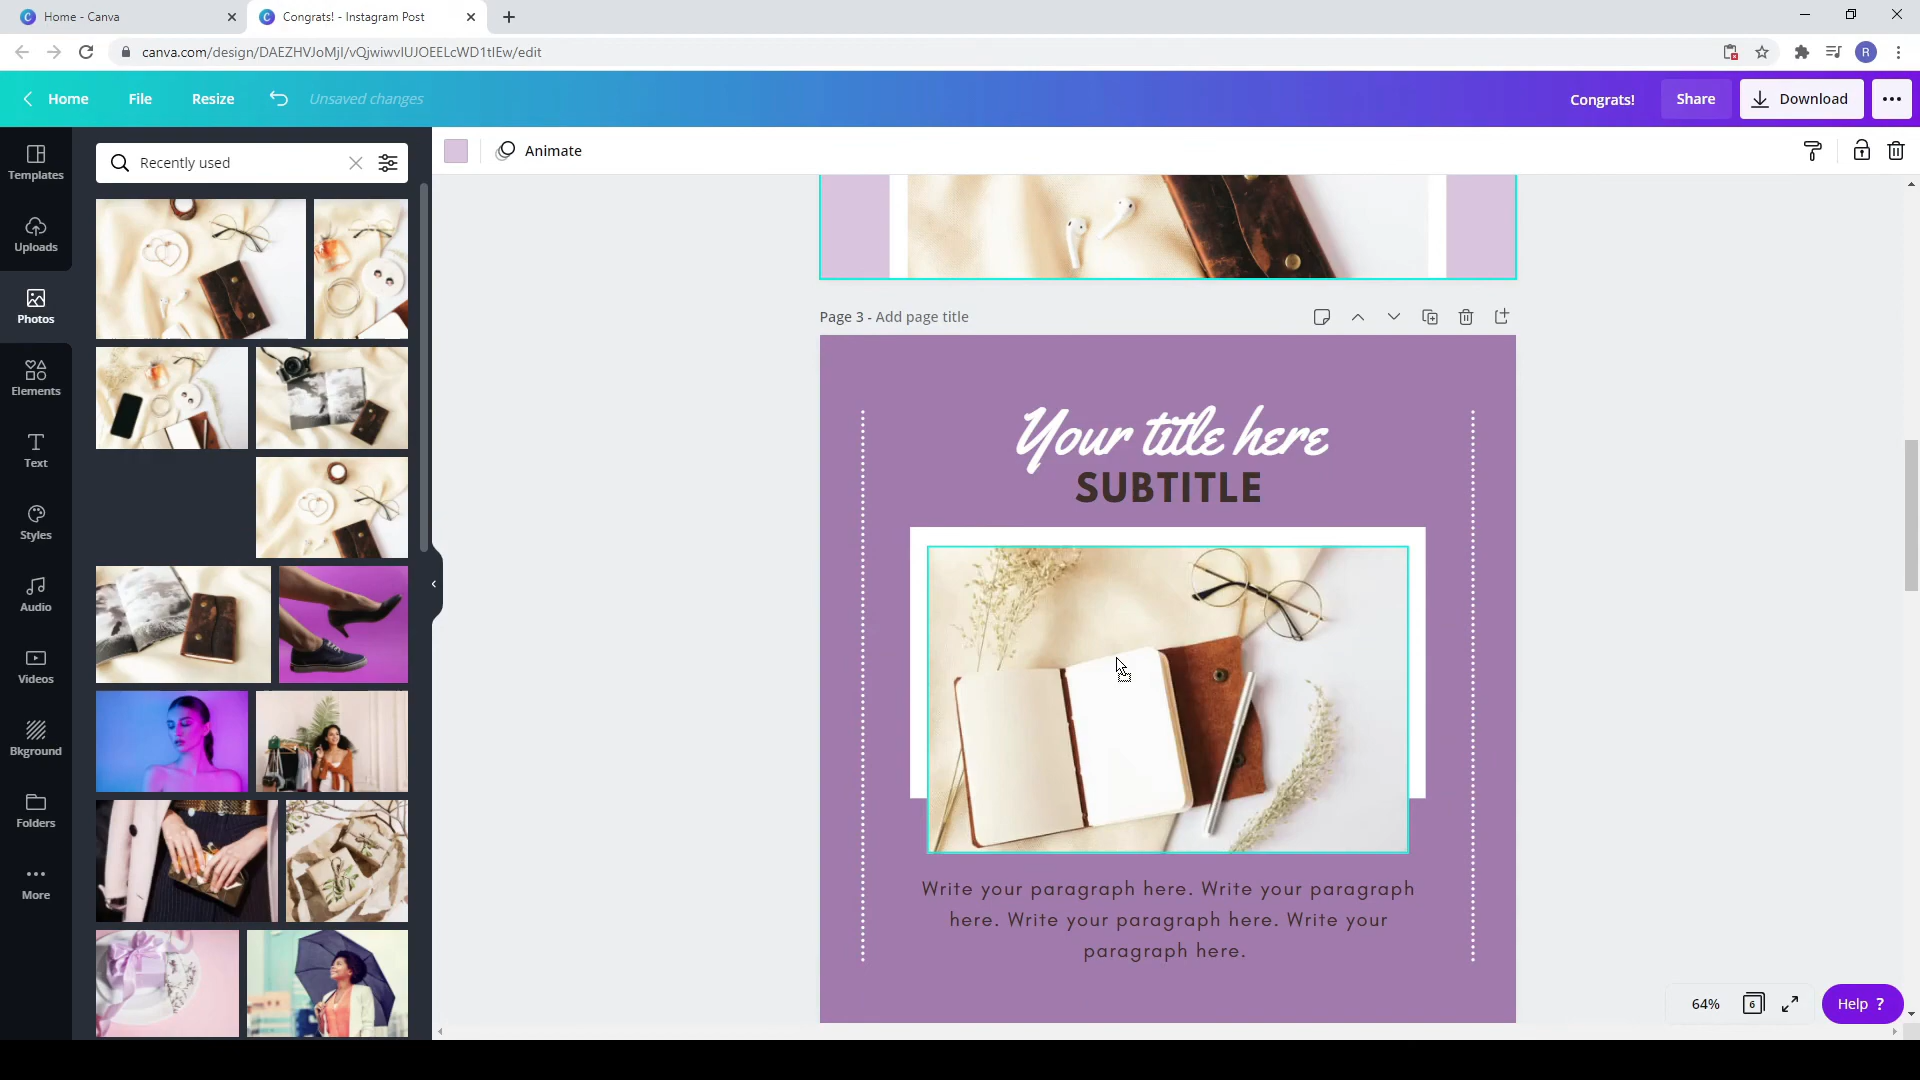 Home - Canva
Congrats! - Instagram Post
canva.com/design/DAEZHVJoMjI/vQjwiwvIUJOEELcWD1tIEw/edit
R
Home
File
Resize
Unsaved changes
Congrats!
Share
Download
Templates
Uploads
Photos
Elements
Text
Styles
Audio
Videos
Bkground
Folders
More
Recently used
Animate
Page 3 - Add page title
Your title here
SUBTITLE
Write your paragraph here. Write your paragraph
here. Write your paragraph here. Write your
paragraph here.
64%
6
Help ?